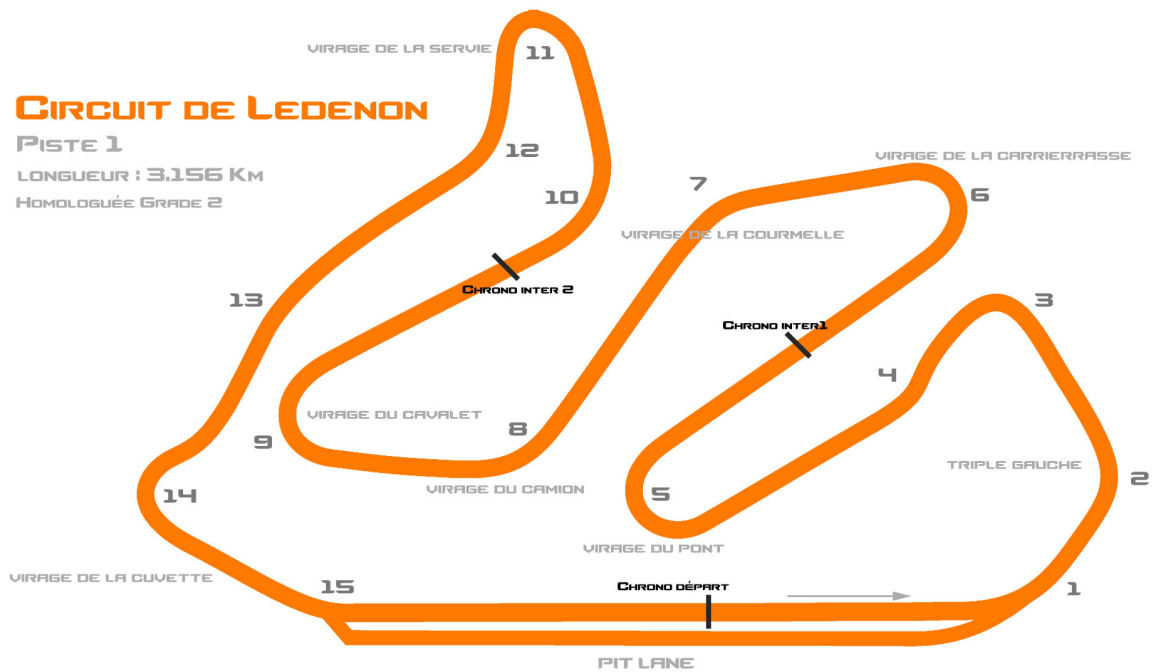 VIRAGE DE LA SERVIE
11
CIRCUIT DE LEDENON
PISTE 1
LONGUEUR : 3.156 KM
HOMOLOGUÉE GRADE 2
12
10
7
VIRAGE DE LA CARRIERRASSE
6
VIRAGE DE LA COURMELLE
CHRONO INTER 2
13
3
CHRONO INTER1
4
VIRAGE DU CAVALET
8
9
TRIPLE GAUCHE
2
VIRAGE DU CAMION
14
5
VIRAGE DU PONT
VIRAGE DE LA CUVETTE
15
CHRONO DÉPART
1
PIT LANE